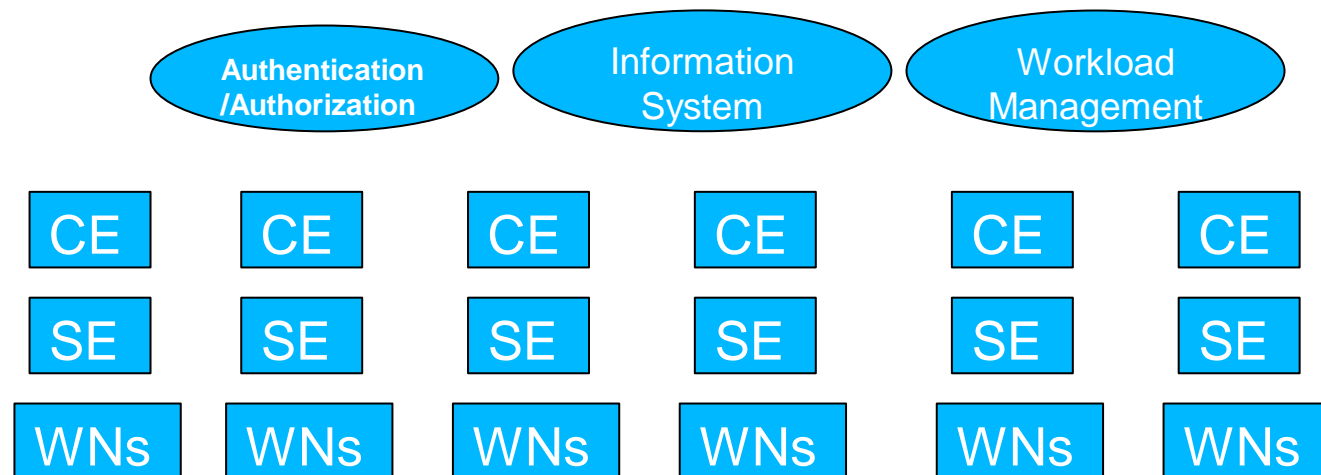 Authentication
/Authorization
Information
System
Workload
Management
CE CE CE CE CE CE
SE SE SE SE SE SE
WNs WNs WNs WNs WNs WNs